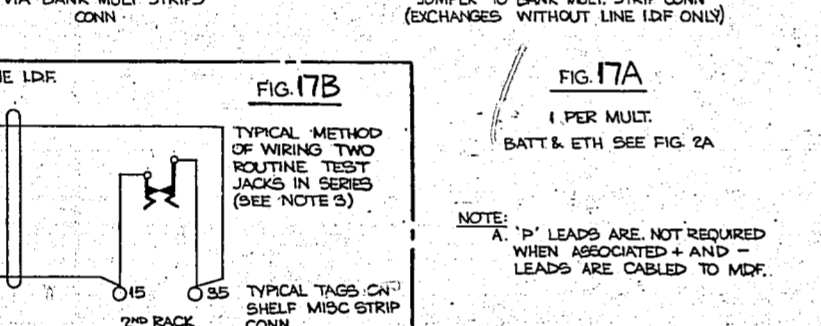 VIA BANK MULT STRIPS
CONN
JUMPER TO BANK MULT. STRIP CONN
(EXCHANGES WITHOUT LINE I.D.F ONLY)
E I.D.F.
FIG. 17B
TYPICAL METHOD
OF WIRING TWO
ROUTINE TEST
JACKS IN SERIES
(SEE NOTE 3)
15
35
TYPICAL TAGS ON
SHELF MISC STRIP
CONN
2ND RACK
FIG. 17A
1 PER MULT.
BATT & ETH SEE FIG. 2A
NOTE:
A. 'P' LEADS ARE NOT REQUIRED
WHEN ASSOCIATED + AND -
LEADS ARE CABLED TO MDF.